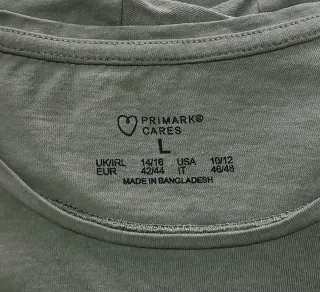 PRIMARK®
CARES
L
UK/IRL 14/16 USA 10/12
EUR 42/44 IT 46/48
MADE IN BANGLADESH